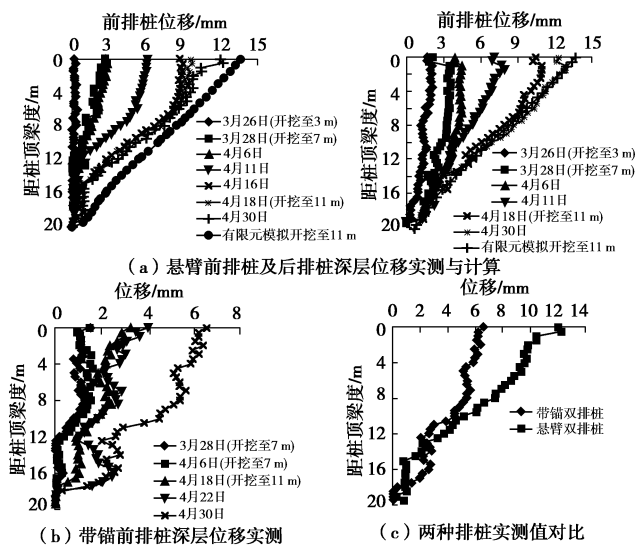 前排桩位移/mm
0 3 6 9 12 15
距桩顶梁度/m
0
4
8
12
16
20
3月26日(开挖至3 m)
3月28日(开挖至7 m)
4月6日
4月11日
4月16日
4月18日(开挖至11 m)
4月30日
有限元模拟开挖至11 m
前排桩位移/mm
0 3 6 9 12 15
距桩顶梁度/m
0
5
10
15
20
3月26日(开挖至3 m)
3月28日(开挖至7 m)
4月6日
4月11日
4月18日(开挖至11 m)
4月30日
有限元模拟开挖至11 m
(a) 悬臂前排桩及后排桩深层位移实测与计算
位移/mm
0 2 4 6 8
距桩顶梁度/m
0
4
8
12
16
20
3月28日(开挖至7 m)
4月6日(开挖至7 m)
4月18日(开挖至11 m)
4月22日
4月30日
(b) 带锚前排桩深层位移实测
位移/mm
0 2 4 6 8 10 12 14
距桩顶梁度/m
0
4
8
12
16
20
带锚双排桩
悬臂双排桩
(c) 两种排桩实测值对比